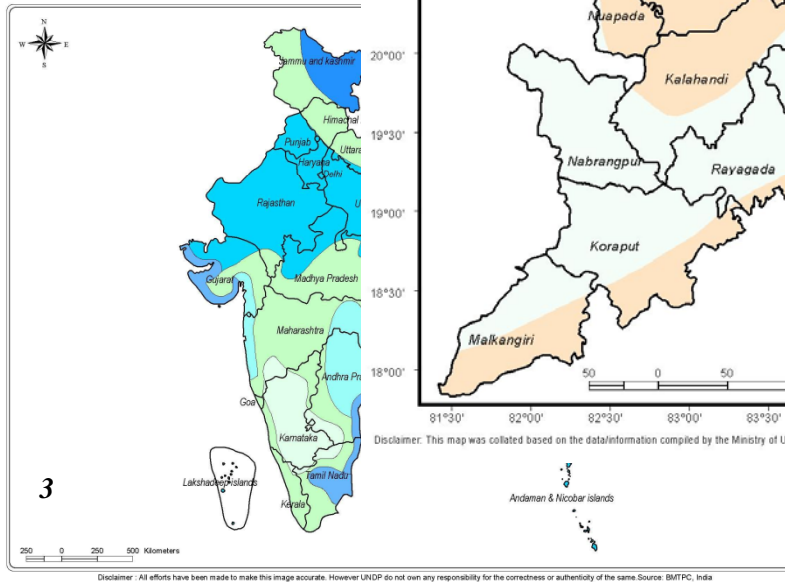 N
W E
S
Jammu and kashmir
Himachal
Punjab
Uttara
Haryana
Delhi
Rajasthan
U
Gujarat
Madhya Pradesh
Maharashtra
Andhra Pra
Goa
Karnataka
Lakshadeep islands
Tamil Nadu
Kerala
3
250 0 250 500 Kilometers
Nuapada
20°00'
Kalahandi
19°30'
Nabrangpur
Rayagada
19°00'
Koraput
18°30'
Malkangiri
50 0 50
18°00'
81°30' 82°00' 82°30' 83°00' 83°3
Disclaimer: This map was collated based on the data/information compiled by the Ministry of U
Andaman & Nicobar islands
Disclaimer : All efforts have been made to make this image accurate. However UNDP do not own any responsibility for the correctness or authenticity of the same.Source: BMTPC, India